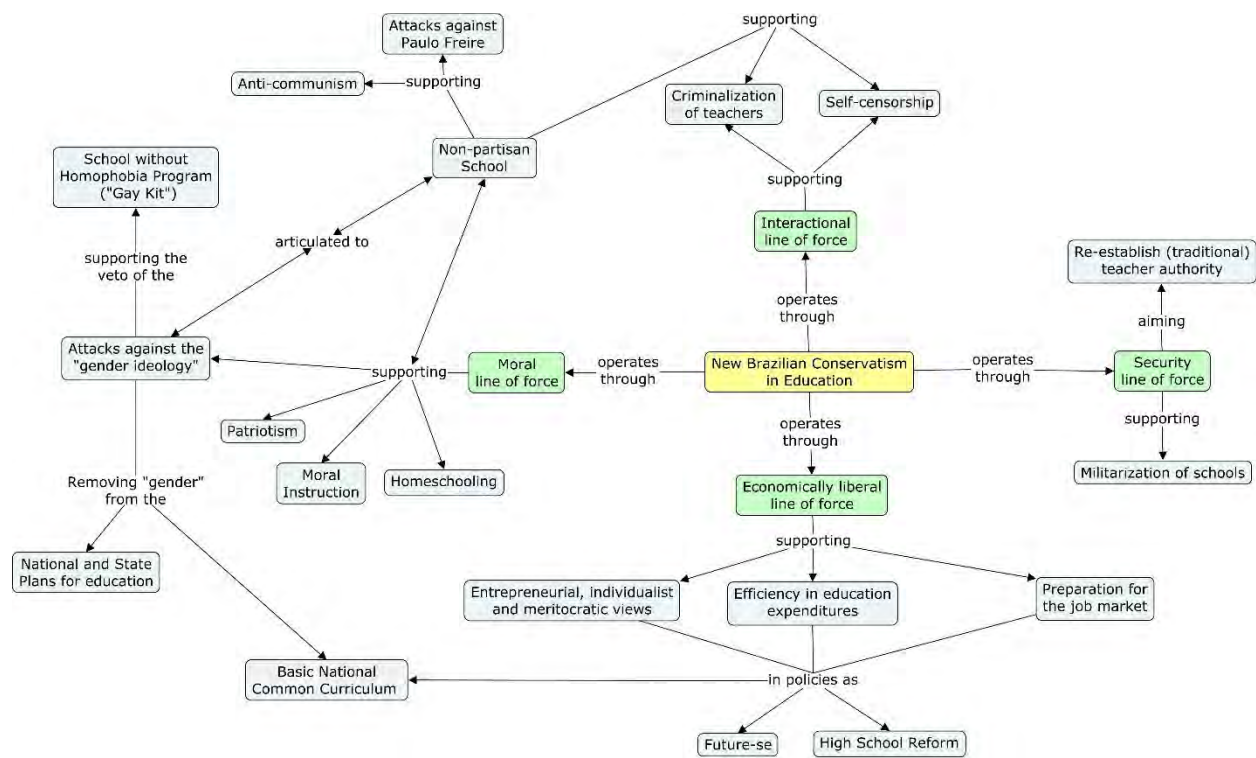 supporting
Attacks against
Paulo Freire
Anti-communism
supporting
Criminalization
of teachers
Self-censorship
School without
Homophobia Program
("Gay Kit")
Non-partisan
School
supporting
Interactional
line of force
articulated to
Re-establish (traditional)
teacher authority
supporting the
veto of the
operates
through
aiming
Attacks against the
"gender ideology"
supporting
Moral
line of force
operates
through
New Brazilian Conservatism
in Education
operates
through
Security
line of force
Patriotism
operates
through
supporting
Moral
Instruction
Homeschooling
Militarization of schools
Removing "gender"
from the
Economically liberal
line of force
National and State
Plans for education
supporting
Entrepreneurial, individualist
and meritocratic views
Efficiency in education
expenditures
Preparation for
the job market
Basic National
Common Curriculum
in policies as
Future-se
High School Reform